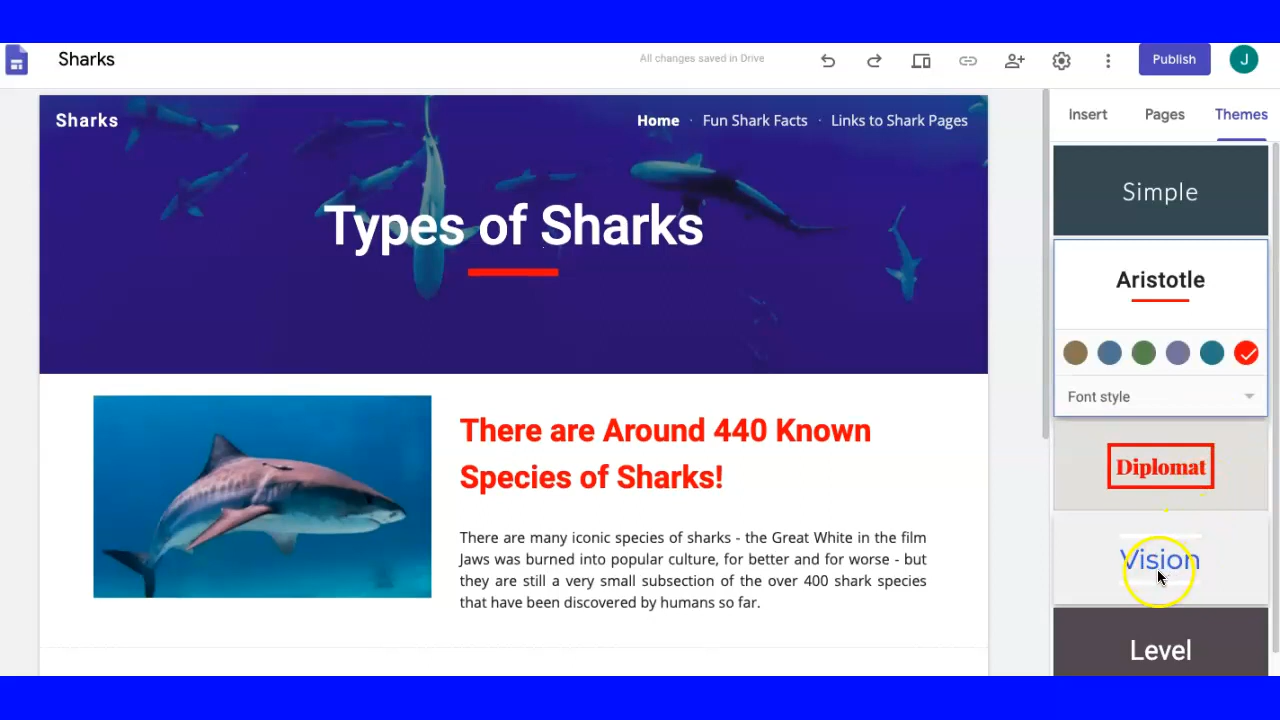 Sharks
All changes saved in Drive
Publish
J
Sharks
Home · Fun Shark Facts · Links to Shark Pages
Types of Sharks
There are Around 440 Known
Species of Sharks!
There are many iconic species of sharks - the Great White in the film
Jaws was burned into popular culture, for better and for worse - but
they are still a very small subsection of the over 400 shark species
that have been discovered by humans so far.
Insert
Pages
Themes
Simple
Aristotle
Font style
Diplomat
Vision
Level